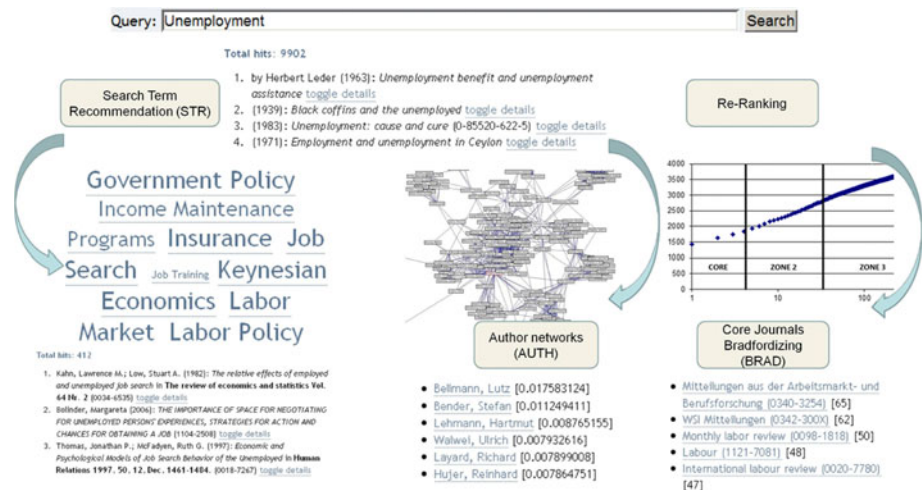 Query: Unemployment Search
Total hits: 9902
1. by Herbert Leder (1963): Unemployment benefit and unemployment
assistance toggle details
2. (1939): Black coffins and the unemployed toggle details
3. (1983): Unemployment: cause and cure (0-85520-622-5) toggle details
4. (1971): Employment and unemployment in Ceylon toggle details
Search Term
Recommendation (STR)
Re-Ranking
Government Policy
Income Maintenance
Programs Insurance Job
Search Job Training Keynesian
Economics Labor
Market Labor Policy
Total hits: 412
1. Kahn, Lawrence M.; Low, Stuart A. (1982): The relative effects of employed
and unemployed job search in The review of economics and statistics Vol.
64 Nr. 2 (0034-6535) toggle details
2. Bolinder, Margareta (2006): THE IMPORTANCE OF SPACE FOR NEGOTIATING
FOR UNEMPLOYED PERSONS' EXPERIENCES, STRATEGIES FOR ACTION AND
CHANCES FOR OBTAINING A JOB (1104-2508) toggle details
3. Thomas, Jonathan P.; McFadyen, Ruth G. (1997): Economic and
Psychological Models of Job Search Behavior of the Unemployed in Human
Relations 1997. 50. 12. Dec. 1461-1484. (0018-7267) toggle details
Author networks
(AUTH)
Bellmann, Lutz [0.017583124]
Bender, Stefan [0.011249411]
Lehmann, Hartmut [0.008765155]
Walwei, Ulrich [0.007932616]
Layard, Richard [0.007899008]
Hujer, Reinhard [0.007864751]
4000
3500
3000
2500
2000
1500
1000
500
0
CORE ZONE 2 ZONE 3
1 10 100
Core Journals
Bradfordizing
(BRAD)
Mitteilungen aus der Arbeitsmarkt- und
Berufsforschung (0340-3254) [65]
WSI Mitteilungen (0342-300X) [62]
Monthly labor review (0098-1818) [50]
Labour (1121-7081) [48]
International labour review (0020-7780)
[47]